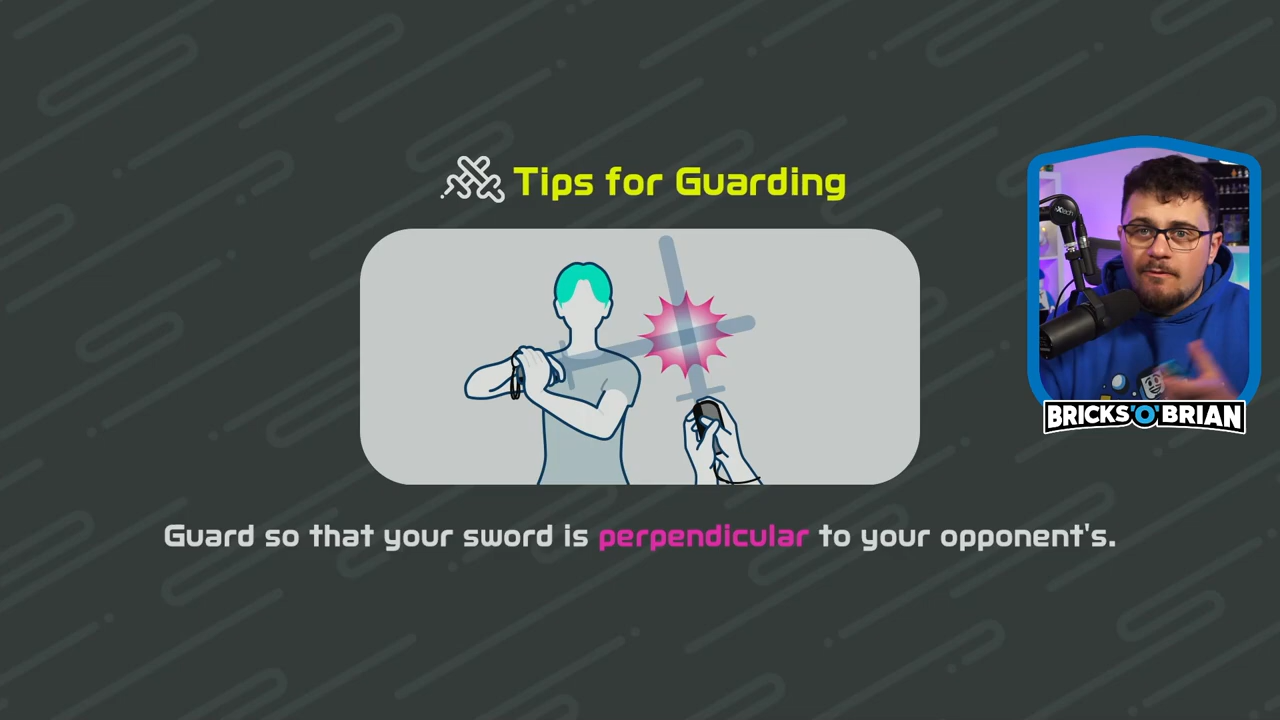 Tips for Guarding
Guard so that your sword is perpendicular to your opponent's.
BRICKS'O'BRIAN